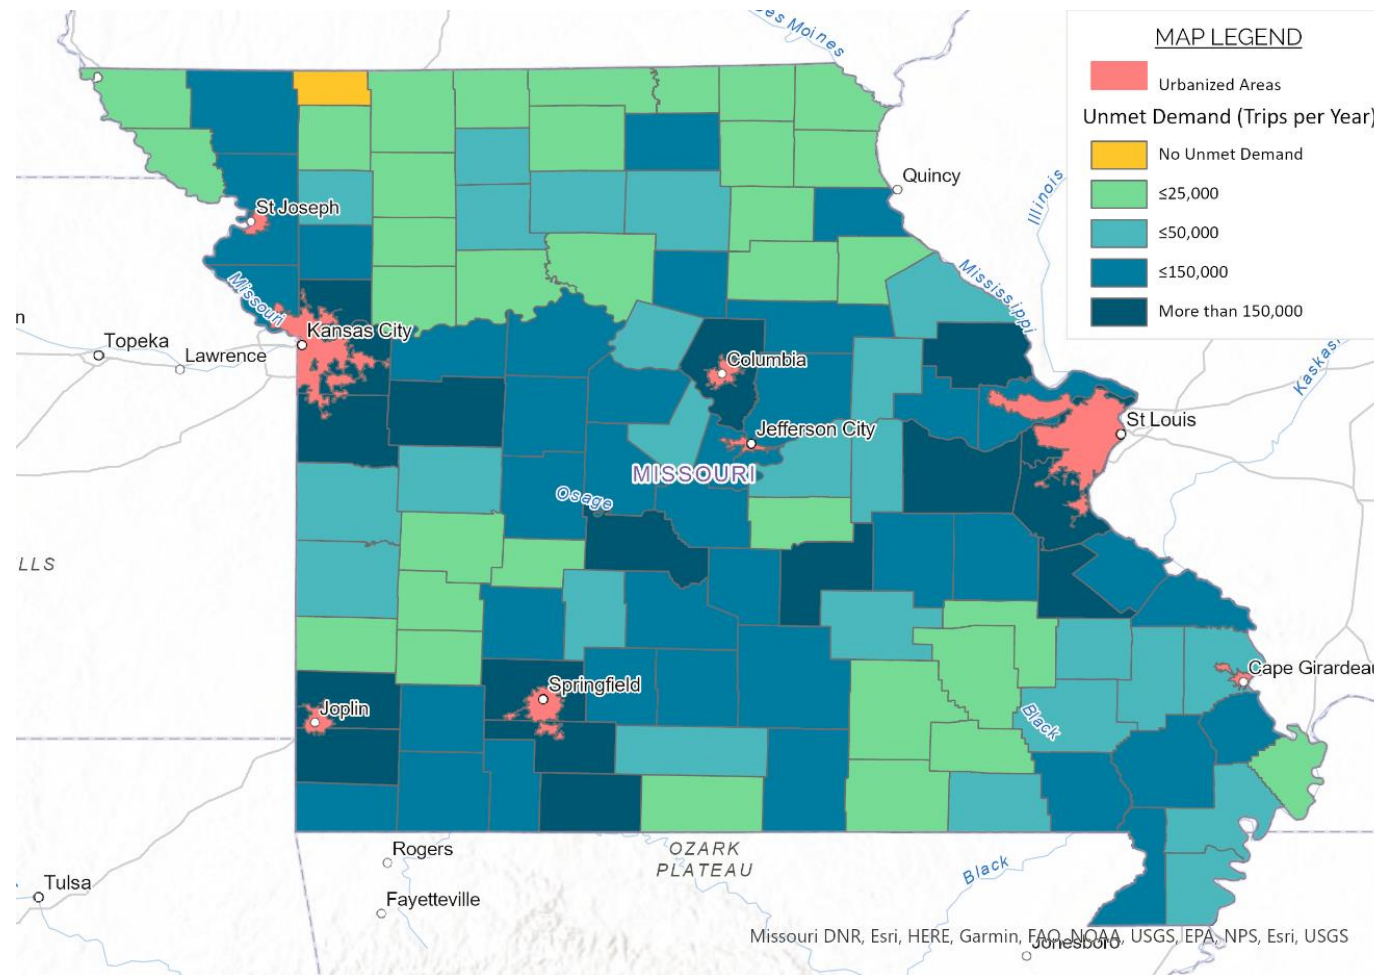 es Moines
MAP LEGEND
Urbanized Areas
Unmet Demand (Trips per Year)
No Unmet Demand
≤25,000
≤50,000
≤150,000
More than 150,000
Quincy
Illinois
St Joseph
Mississippi
Missouri
n
Topeka
Lawrence
Kansas City
Columbia
Kaskas
St Louis
Jefferson City
MISSOURI
Osage
LLS
Springfield
Joplin
Cape Girardeau
Black
OZARK
PLATEAU
Rogers
Fayetteville
Tulsa
Black
Missouri DNR, Esri, HERE, Garmin, FAO, NOAA, USGS, EPA, NPS, Esri, USGS
Jonesboro